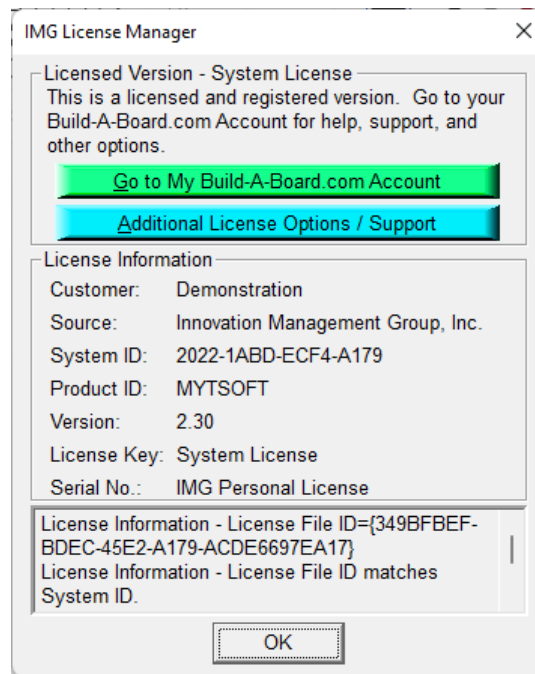 IMG License Manager
Licensed Version - System License
This is a licensed and registered version. Go to your
Build-A-Board.com Account for help, support, and
other options.
Go to My Build-A-Board.com Account
Additional License Options / Support
License Information
Customer: Demonstration
Source: Innovation Management Group, Inc.
System ID: 2022-1ABD-ECF4-A179
Product ID: MYTSOFT
Version: 2.30
License Key: System License
Serial No.: IMG Personal License
License Information - License File ID={349BFBEF-
BDEC-45E2-A179-ACDE6697EA17}
License Information - License File ID matches
System ID.
OK